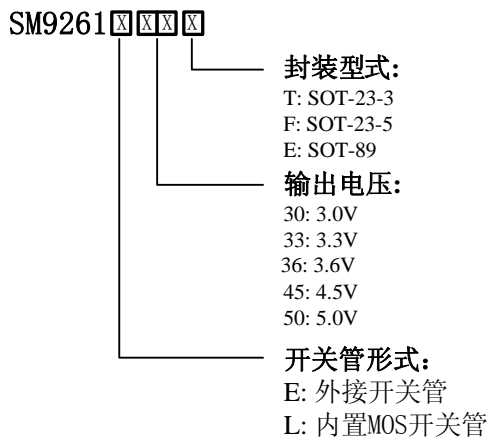 SM9261XXXX
封装型式:
T: SOT-23-3
F: SOT-23-5
E: SOT-89
输出电压:
30: 3.0V
33: 3.3V
36: 3.6V
45: 4.5V
50: 5.0V
开关管形式:
E: 外接开关管
L: 内置MOS开关管